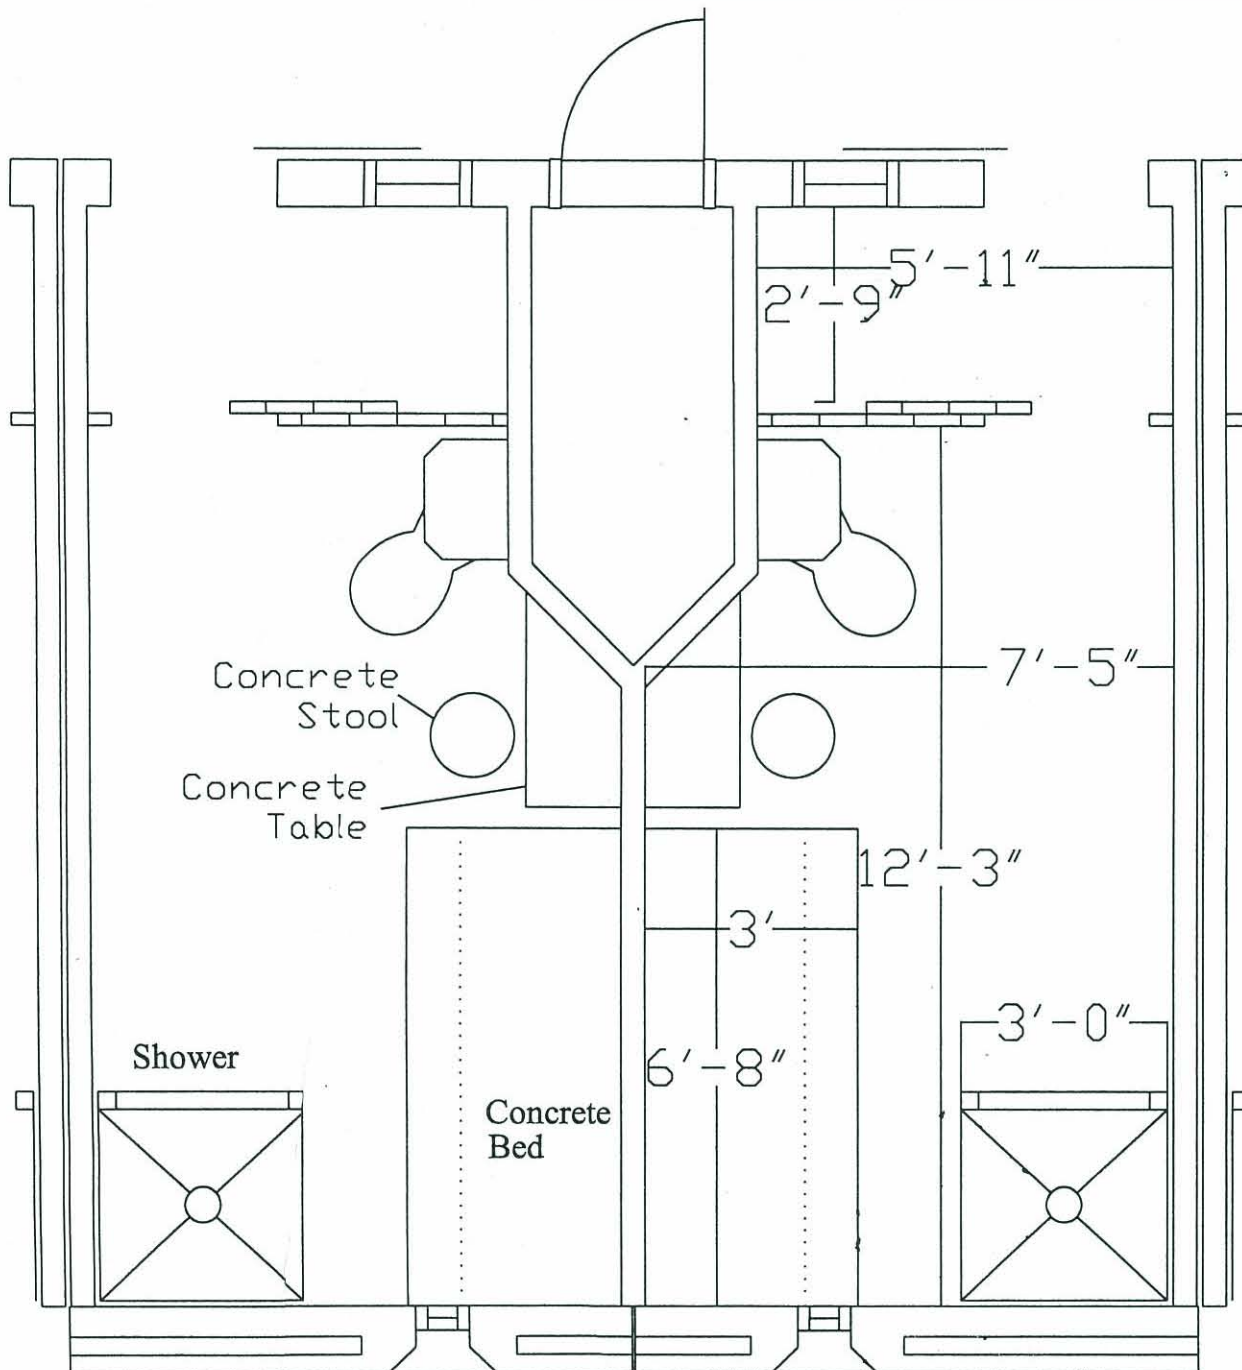 5'-11"
2'-9"
Concrete
Stool
7'-5"
Concrete
Table
12'-3"
3'
3'-0"
Shower
6'-8"
Concrete
Bed